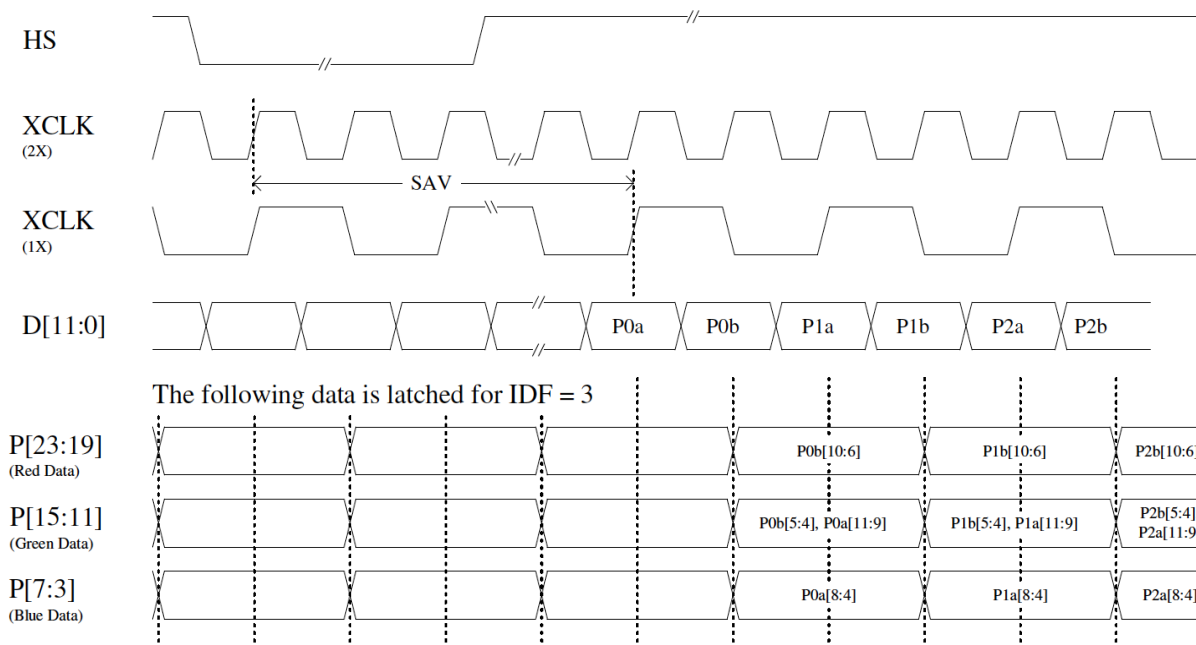 HS
XCLK
(2X)
SAV
XCLK
(1X)
D[11:0]
P0a P0b P1a P1b P2a P2b
The following data is latched for IDF = 3
P[23:19]
(Red Data)
P0b[10:6] P1b[10:6] P2b[10:6]
P[15:11]
(Green Data)
P0b[5:4], P0a[11:9] P1b[5:4], P1a[11:9] P2b[5:4]
P2a[11:9]
P[7:3]
(Blue Data)
P0a[8:4] P1a[8:4] P2a[8:4]